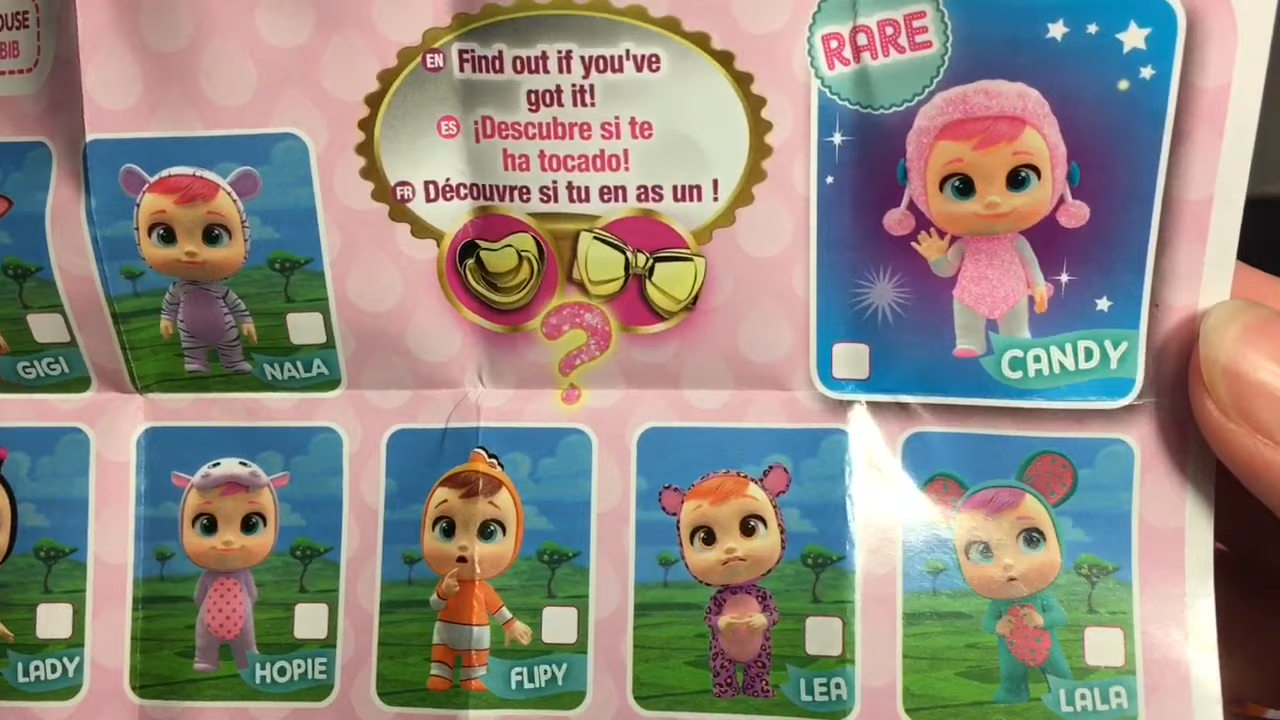 OUSE
BIB
EN Find out if you've
got it!
ES ¡Descubre si te
ha tocado!
FR Découvre si tu en as un !
RARE
CANDY
GIGI
NALA
LADY
HOPIE
FLIPY
LEA
LALA